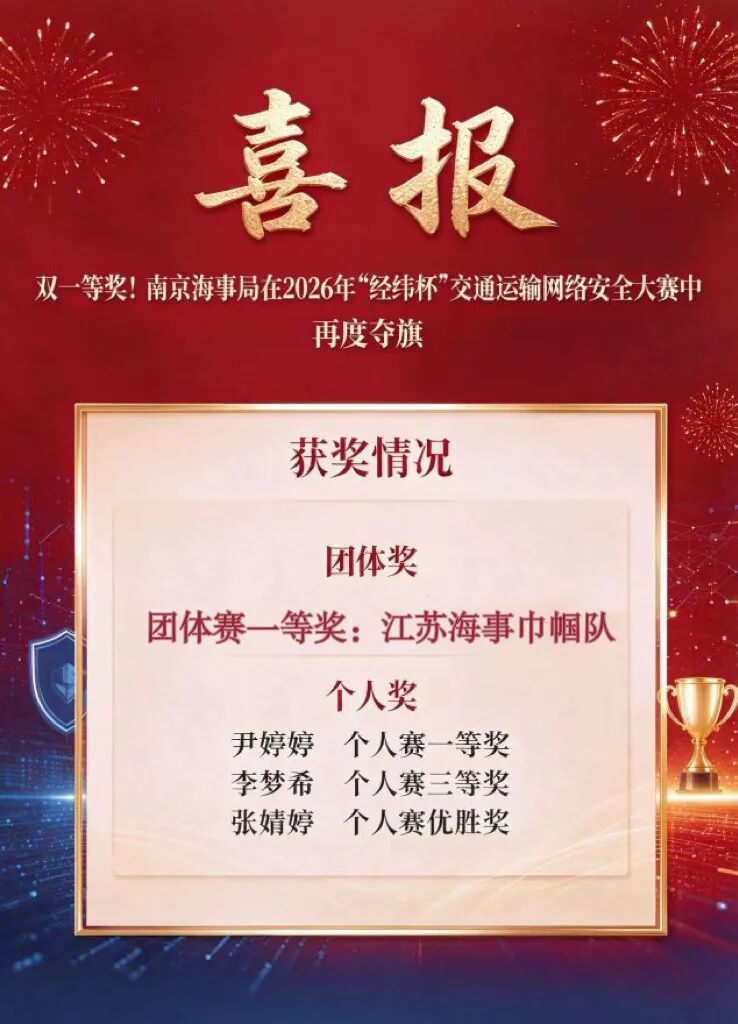 喜报
双一等奖！南京海事局在2026年“经纬杯”交通运输网络安全大赛中
再度夺旗
获奖情况
团体奖
团体赛一等奖：江苏海事巾帼队
个人奖
尹婷婷 个人赛一等奖
李梦希 个人赛三等奖
张婧婷 个人赛优胜奖